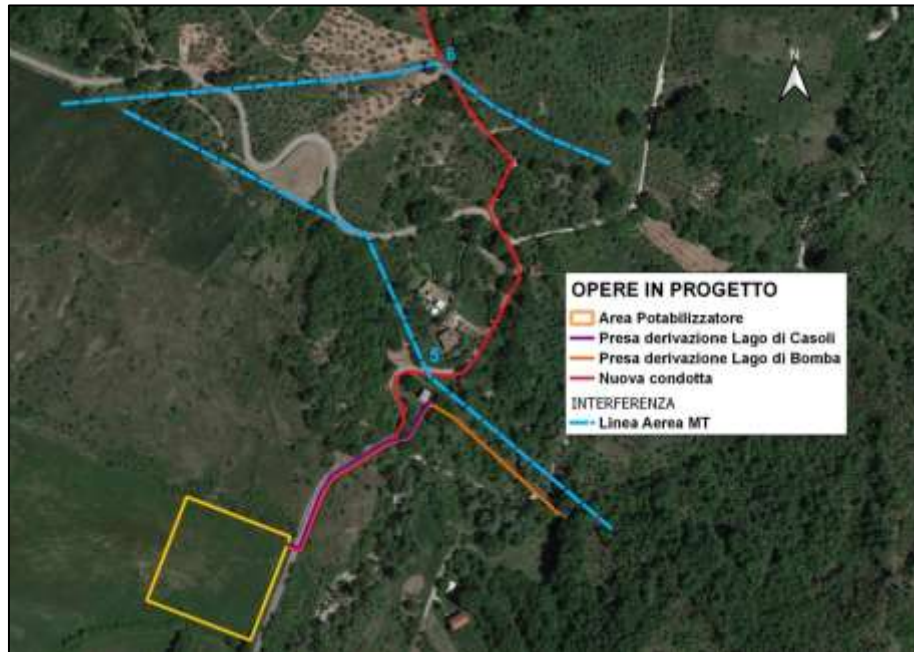 6
N
5
OPERE IN PROGETTO
Area Potabilizzatore
Presa derivazione Lago di Casoli
Presa derivazione Lago di Bomba
Nuova condotta
INTERFERENZA
Linea Aerea MT